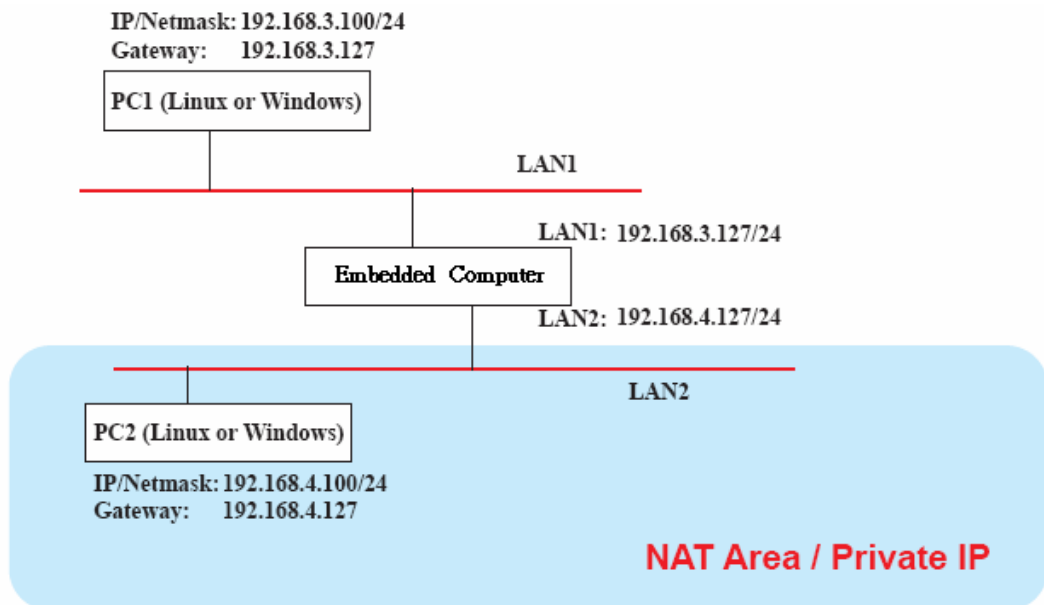 IP/Netmask: 192.168.3.100/24
Gateway: 192.168.3.127
PC1 (Linux or Windows)
LAN1
LAN1: 192.168.3.127/24
Embedded Computer
LAN2: 192.168.4.127/24
LAN2
PC2 (Linux or Windows)
IP/Netmask: 192.168.4.100/24
Gateway: 192.168.4.127
NAT Area / Private IP